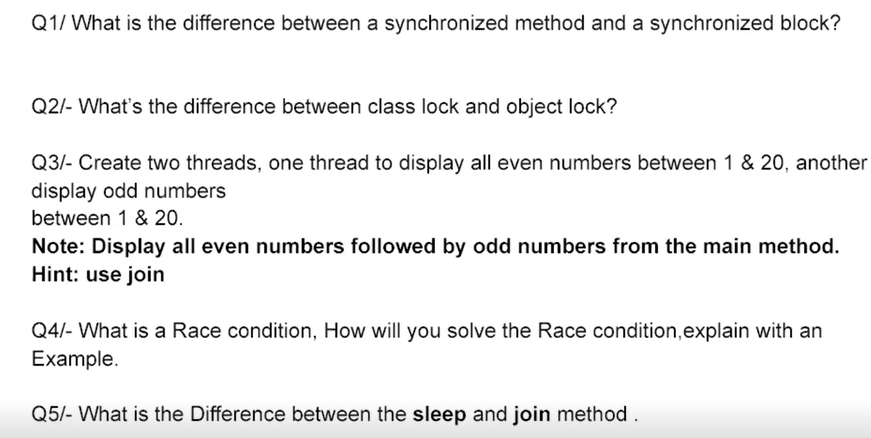 Q1/ What is the difference between a synchronized method and a synchronized block?
Q2/- What's the difference between class lock and object lock?
Q3/- Create two threads, one thread to display all even numbers between 1 & 20, another
display odd numbers
between 1 & 20.
Note: Display all even numbers followed by odd numbers from the main method.
Hint: use join
Q4/- What is a Race condition, How will you solve the Race condition,explain with an
Example.
Q5/- What is the Difference between the sleep and join method .